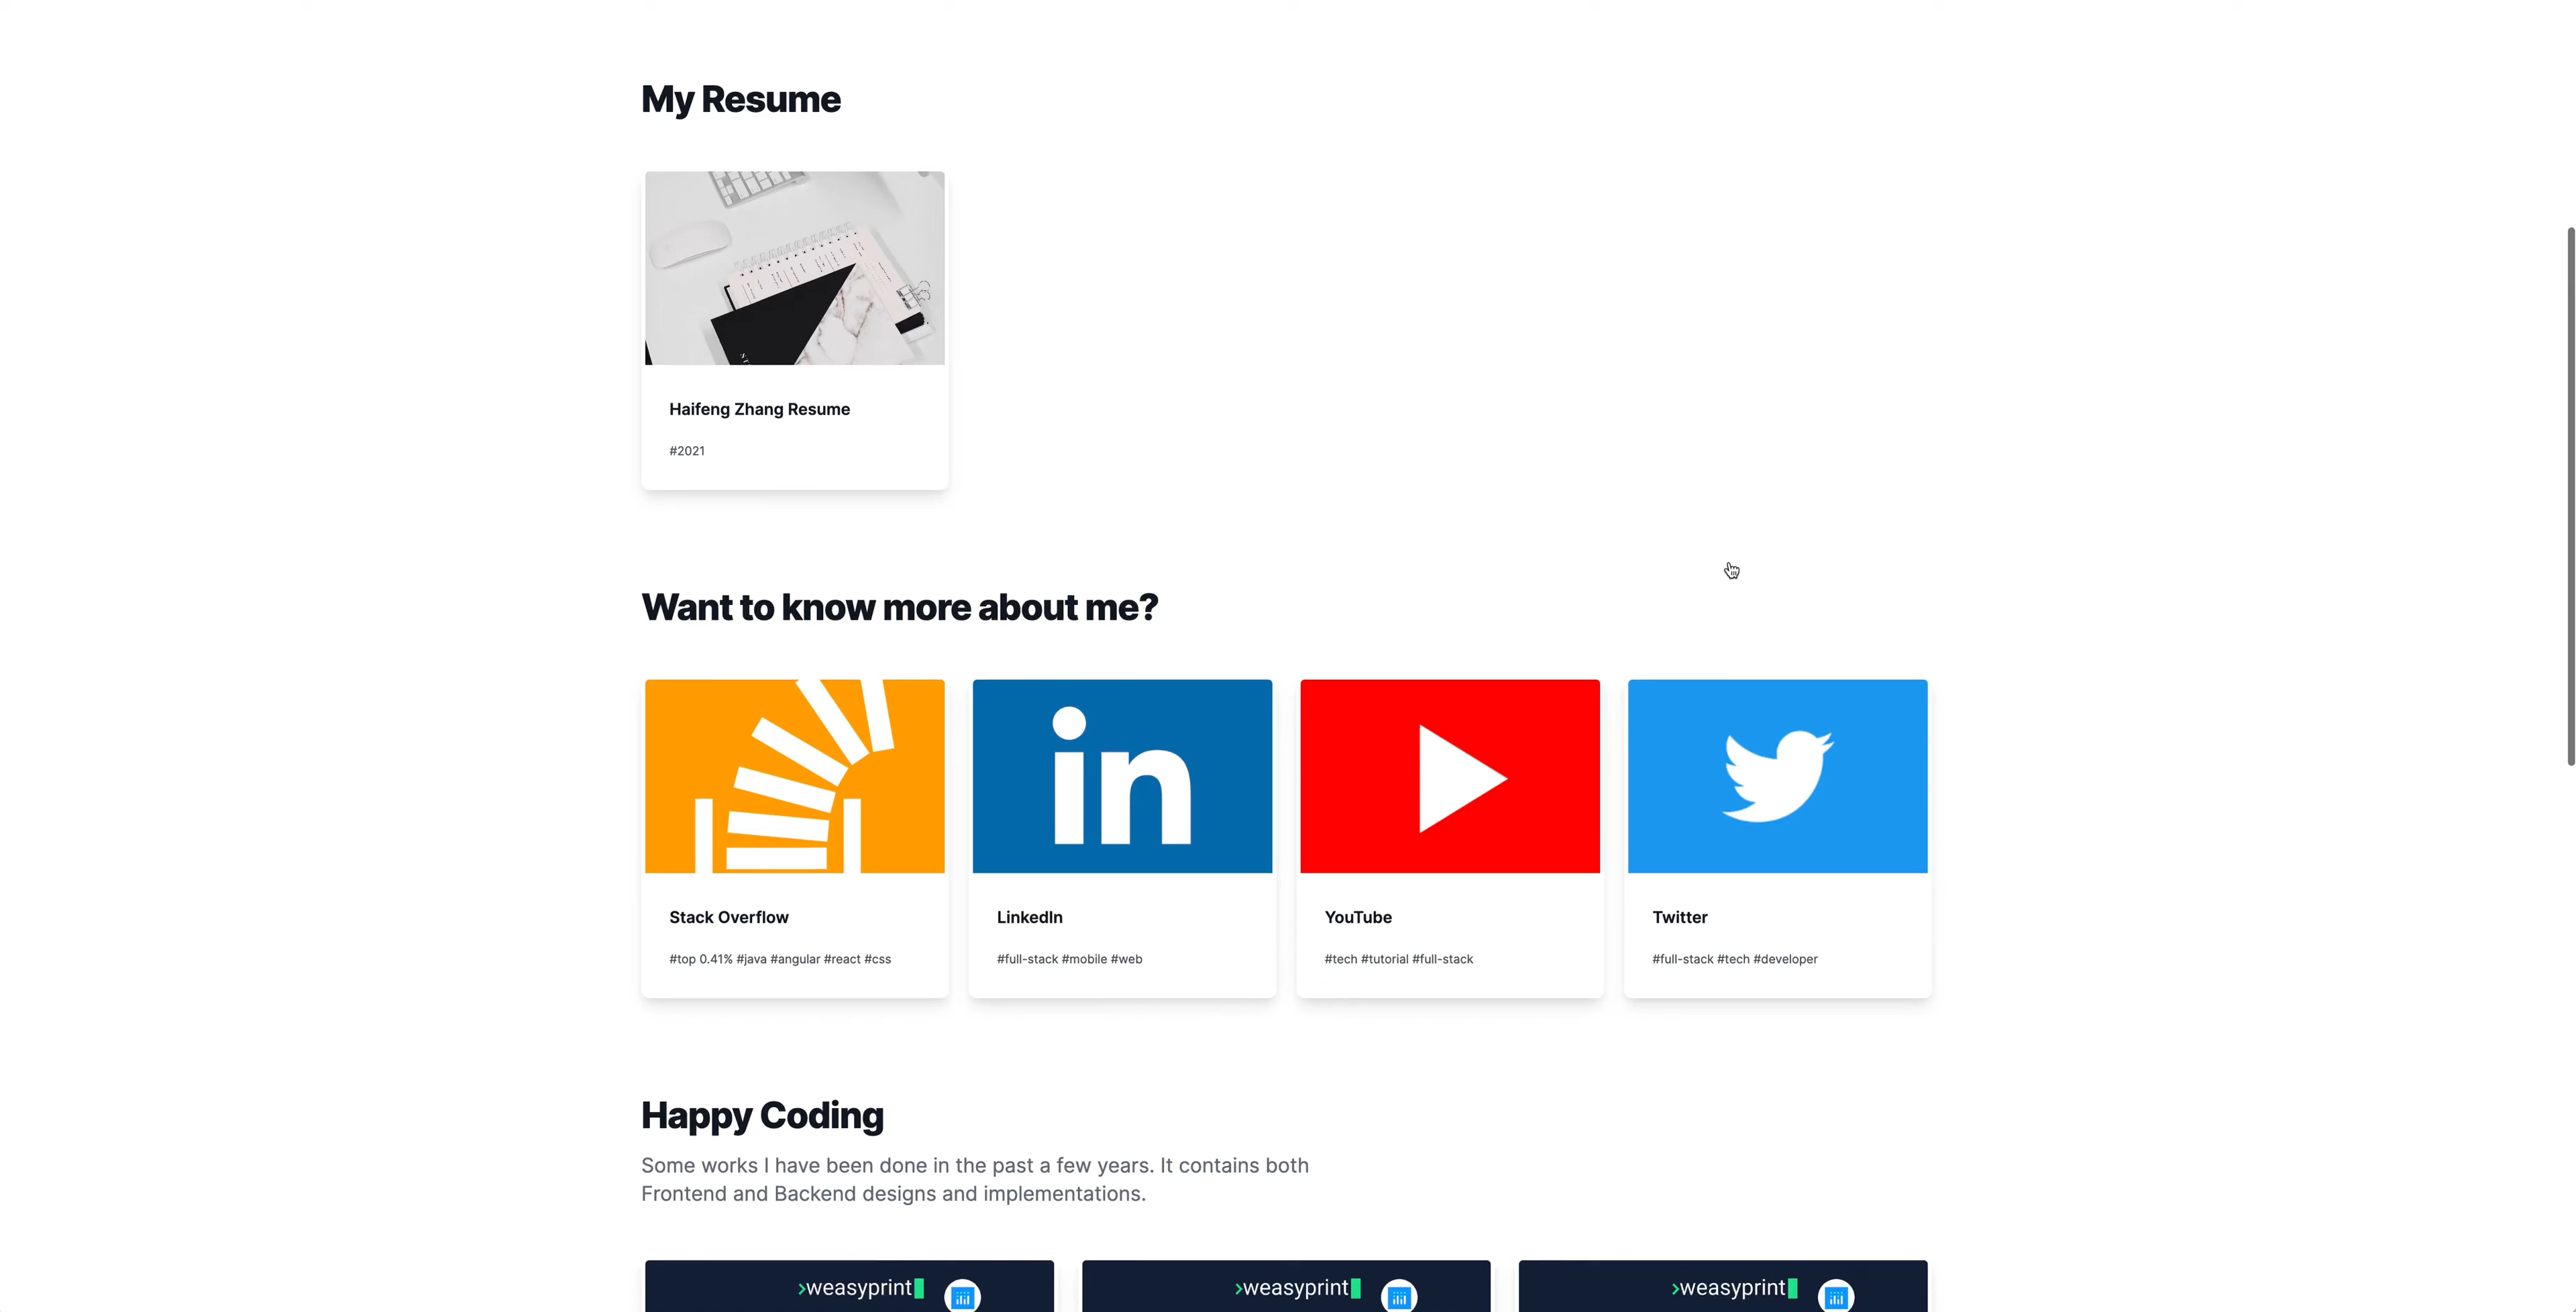 My Resume
Haifeng Zhang Resume
#2021
Want to know more about me?
in
Stack Overflow
#top 0.41% #java #angular #react #css
LinkedIn
#full-stack #mobile #web
YouTube
#tech #tutorial #full-stack
Twitter
#full-stack #tech #developer
Happy Coding
Some works I have been done in the past a few years. It contains both
Frontend and Backend designs and implementations.
>weasyprint
>weasyprint
>weasyprint